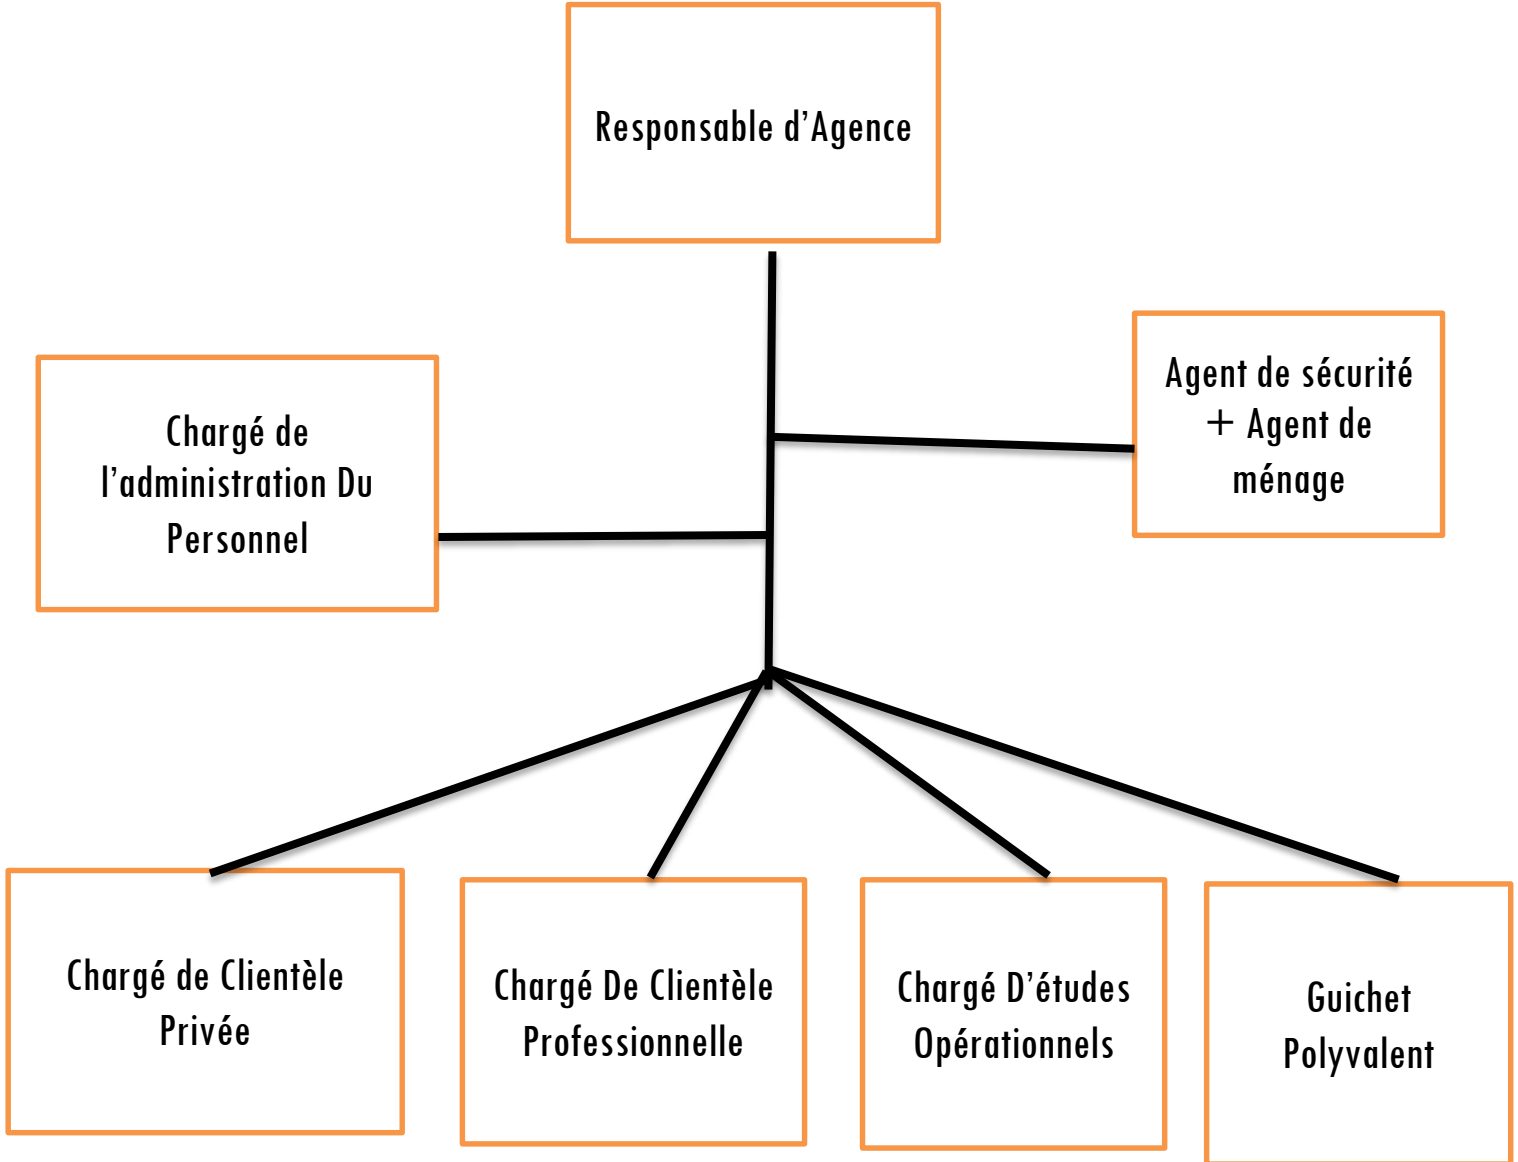 Responsable d’Agence
Agent de sécurité
+ Agent de
ménage
Chargé de
l’administration Du
Personnel
Chargé de Clientèle
Privée
Chargé De Clientèle
Professionnelle
Chargé D’études
Opérationnels
Guichet
Polyvalent